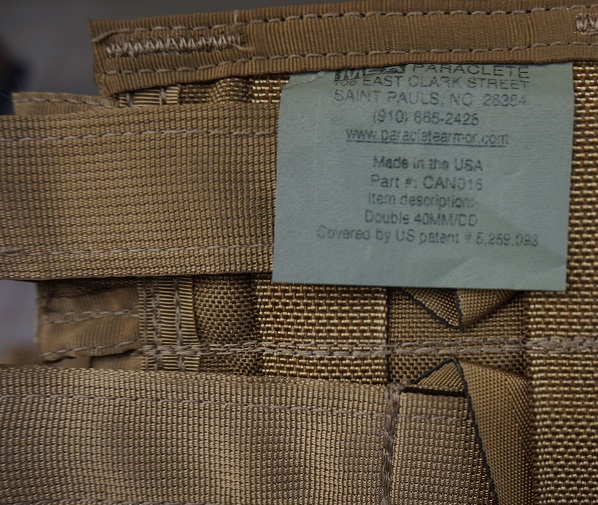 PARACLETE
EAST CLARK STREET
SAINT PAULS, NC 28384
(910) 865-2425
www.paracletearmor.com
Made in the USA
Part #: CAN016
Item description:
Double 40MM/DD
Covered by US patent # 5,259,093